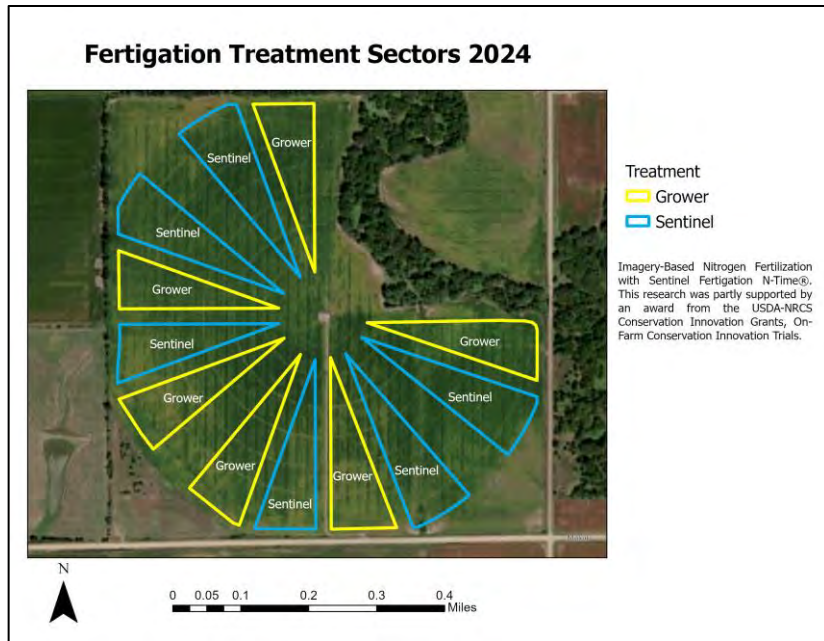 Fertigation Treatment Sectors 2024
Grower
Sentinel
Sentinel
Grower
Sentinel
Grower
Grower
Sentinel
Grower
Sentinel
Sentinel
Grower
Treatment
Grower
Sentinel
Imagery-Based Nitrogen Fertilization
with Sentinel Fertigation N-Time®.
This research was partly supported by
an award from the USDA-NRCS
Conservation Innovation Grants, On-
Farm Conservation Innovation Trials.
N
0 0.05 0.1 0.2 0.3 0.4
Miles